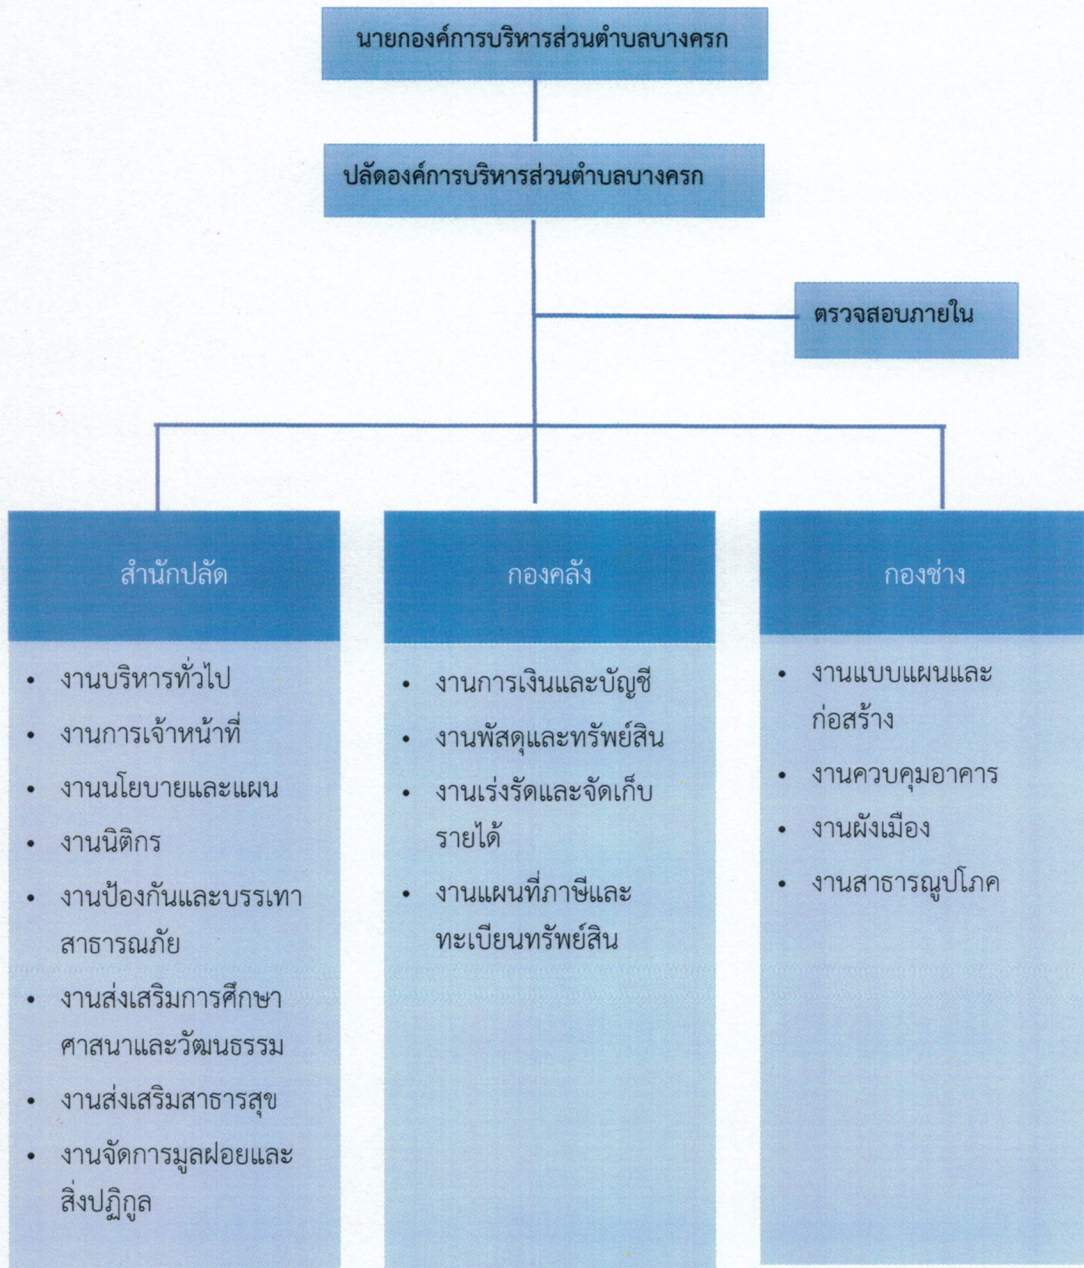 นายกองค์การบริหารส่วนตำบลบางครก
ปลัดองค์การบริหารส่วนตำบลบางครก
ตรวจสอบภายใน
สำนักปลัด
• งานบริหารทั่วไป
• งานการเจ้าหน้าที่
• งานนโยบายและแผน
• งานนิติกร
• งานป้องกันและบรรเทา
สาธารณภัย
• งานส่งเสริมการศึกษา
ศาสนาและวัฒนธรรม
• งานส่งเสริมสาธารสุข
• งานจัดการมูลฝอยและ
สิ่งปฏิกูล
กองคลัง
• งานการเงินและบัญชี
• งานพัสดุและทรัพย์สิน
• งานเร่งรัดและจัดเก็บ
รายได้
• งานแผนที่ภาษีและ
ทะเบียนทรัพย์สิน
กองช่าง
• งานแบบแผนและ
ก่อสร้าง
• งานควบคุมอาคาร
• งานผังเมือง
• งานสาธารณูปโภค